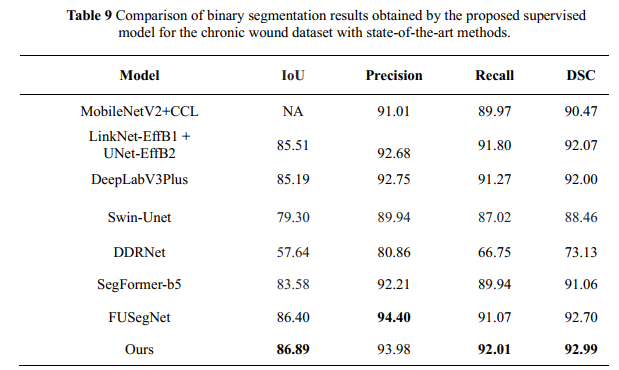 Table 9 Comparison of binary segmentation results obtained by the proposed supervised
model for the chronic wound dataset with state-of-the-art methods.
Model IoU Precision Recall DSC
MobileNetV2+CCL NA 91.01 89.97 90.47
LinkNet-EffB1 +
UNet-EffB2 85.51 92.68 91.80 92.07
DeepLabV3Plus 85.19 92.75 91.27 92.00
Swin-Unet 79.30 89.94 87.02 88.46
DDRNet 57.64 80.86 66.75 73.13
SegFormer-b5 83.58 92.21 89.94 91.06
FUSegNet 86.40 94.40 91.07 92.70
Ours 86.89 93.98 92.01 92.99